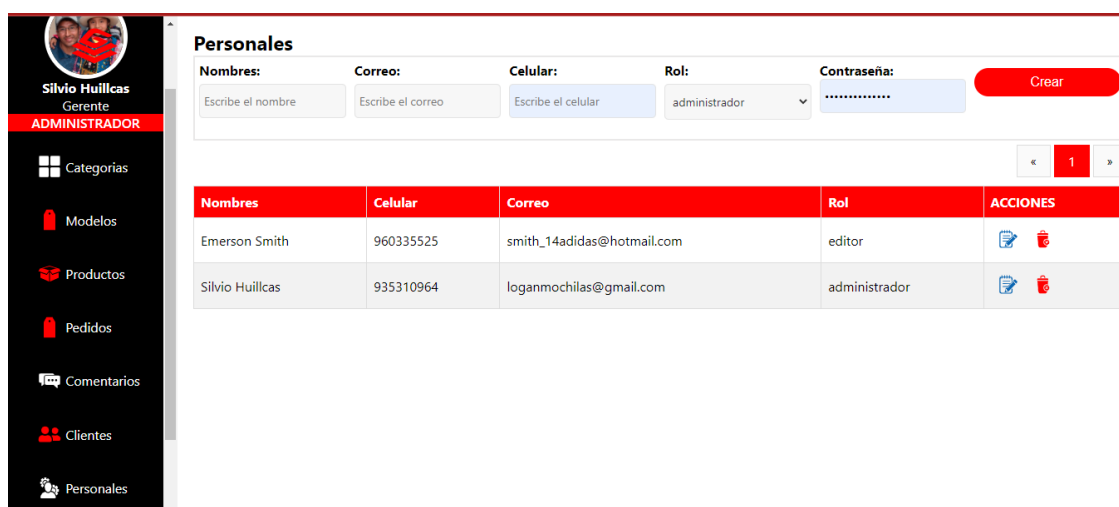 Silvio Huillcas
Gerente
ADMINISTRADOR
Categorias
Modelos
Productos
Pedidos
Comentarios
Clientes
Personales
Personales
Nombres: Correo: Celular: Rol: Contraseña:
Escribe el nombre Escribe el correo Escribe el celular administrador •••••••••••••• Crear
« 1 »
Nombres Celular Correo Rol ACCIONES
Emerson Smith 960335525 smith_14adidas@hotmail.com editor
Silvio Huillcas 935310964 loganmochilas@gmail.com administrador